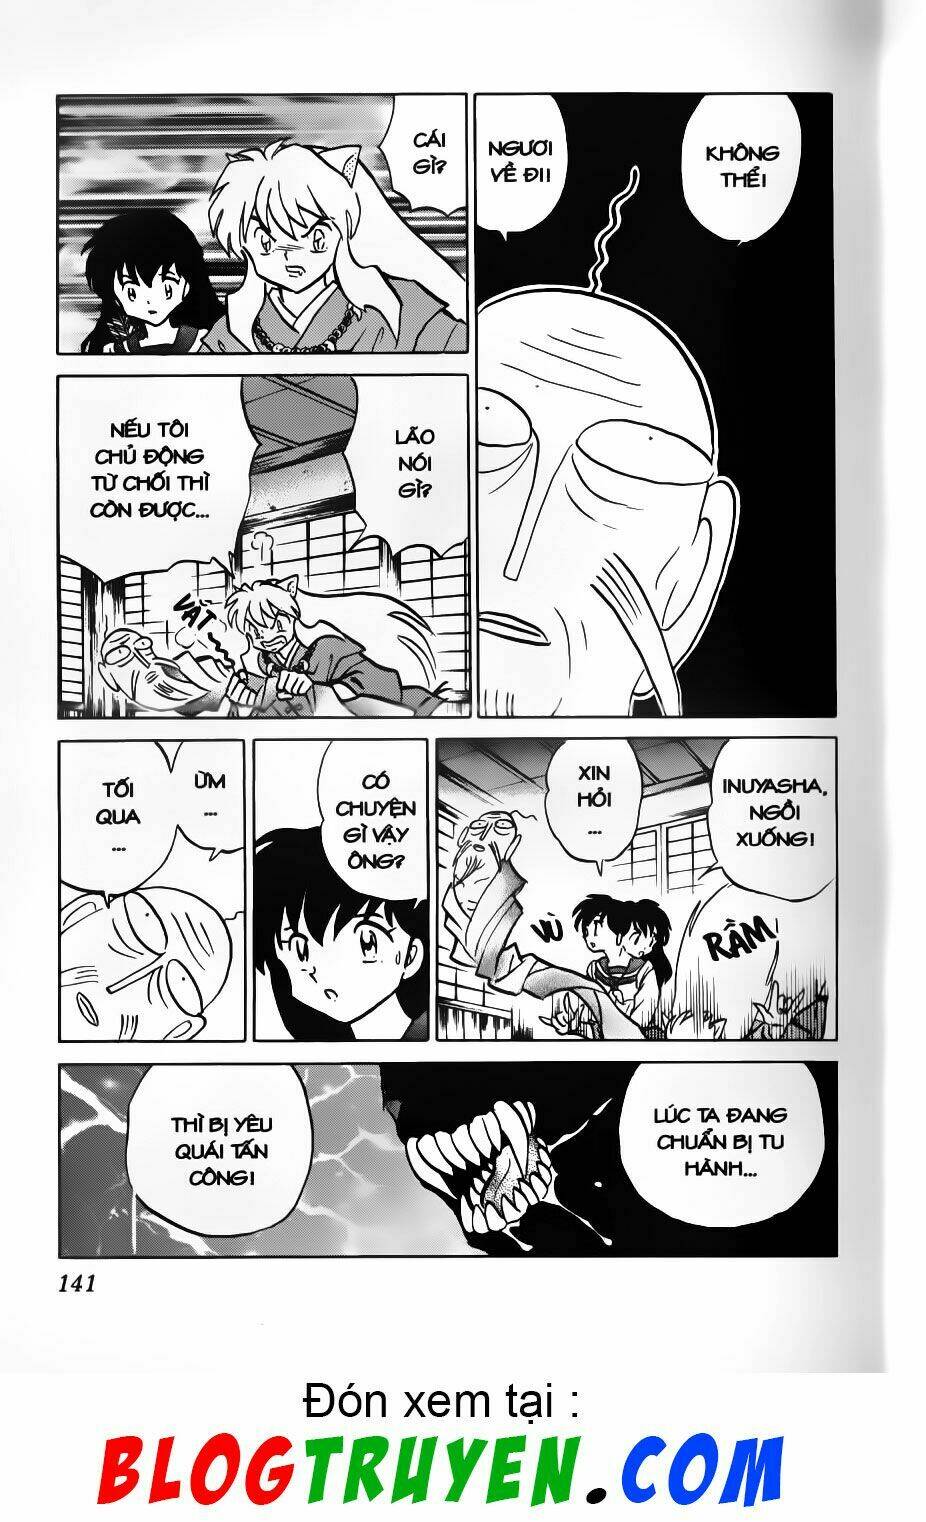 KHÔNG
THỂ!
NGƯƠI
VỀ ĐI!
CÁI
GÌ?
LÃO
NÓI
GÌ?
NẾU TÔI
CHỦ ĐỘNG
TỪ CHỐI THÌ
CÒN ĐƯỢC...
VẶT~
INUYASHA,
NGỒI
XUỐNG!
RẦM
XIN
HỎI
...
VÙ
CÓ
CHUYỆN
GÌ VẬY
ÔNG?
ỪM
...
TỐI
QUA
...
LÚC TA ĐANG
CHUẨN BỊ TU
HÀNH...
THÌ BỊ YÊU
QUÁI TẤN
CÔNG!
141
Đón xem tại :
BLOGTRUYEN.COM